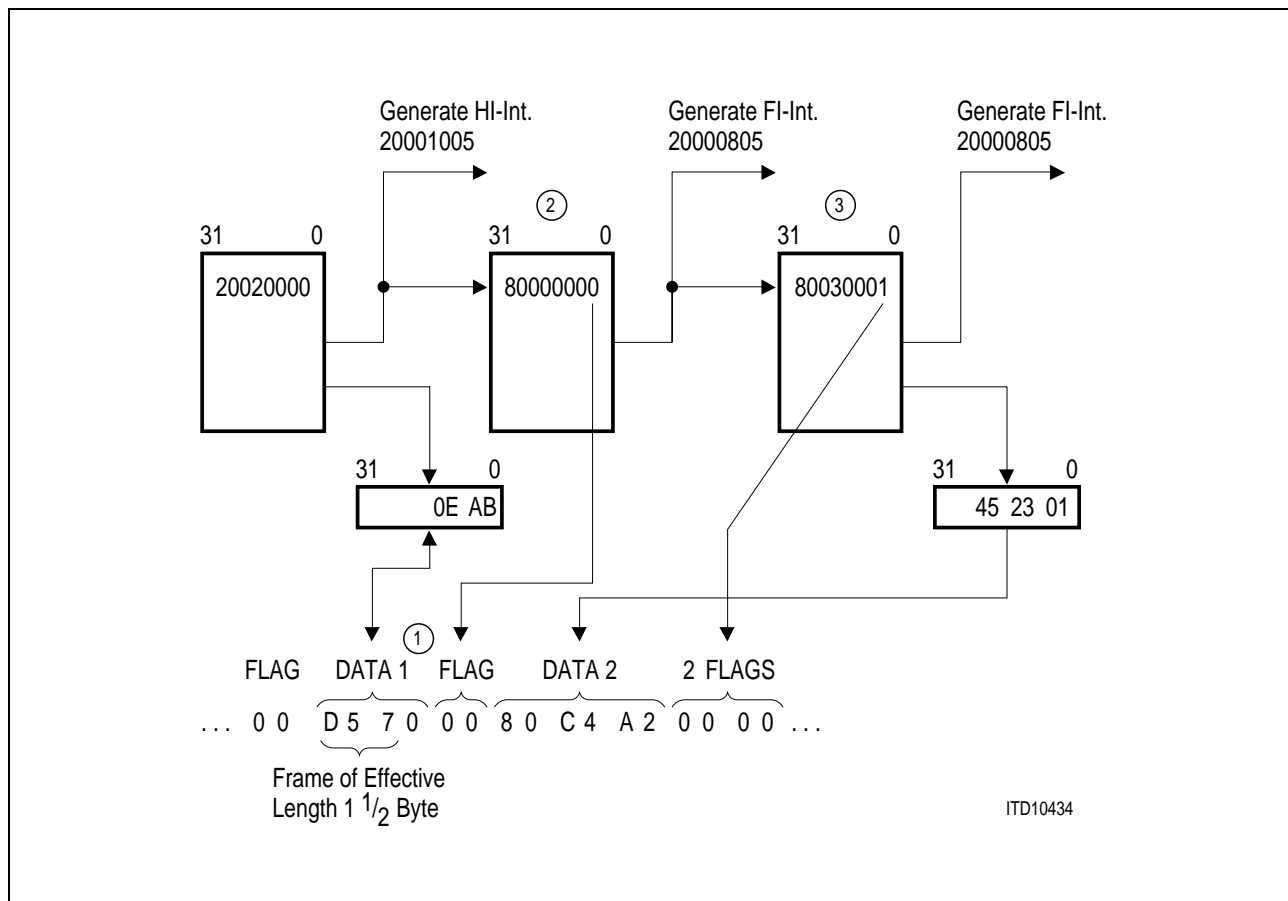 Generate HI-Int. Generate FI-Int. Generate FI-Int.
20001005 20000805 20000805
2 3
31 0 31 0 31 0
20020000 80000000 80030001
31 0 31 0
0E AB 45 23 01
1
FLAG DATA 1 FLAG DATA 2 2 FLAGS
. . . 0 0 D 5 7 0 0 0 8 0 C 4 A 2 0 0 0 0 . . .
Frame of Effective
Length 1 1/2 Byte
ITD10434